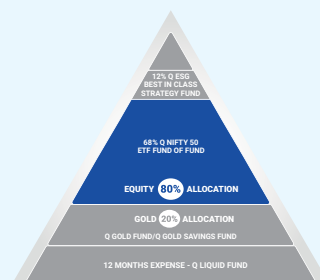 12% Q ESG
BEST IN CLASS
STRATEGY FUND
68% Q NIFTY 50
ETF FUND OF FUND
EQUITY 80% ALLOCATION
GOLD 20% ALLOCATION
Q GOLD FUND/Q GOLD SAVINGS FUND
12 MONTHS EXPENSE - Q LIQUID FUND